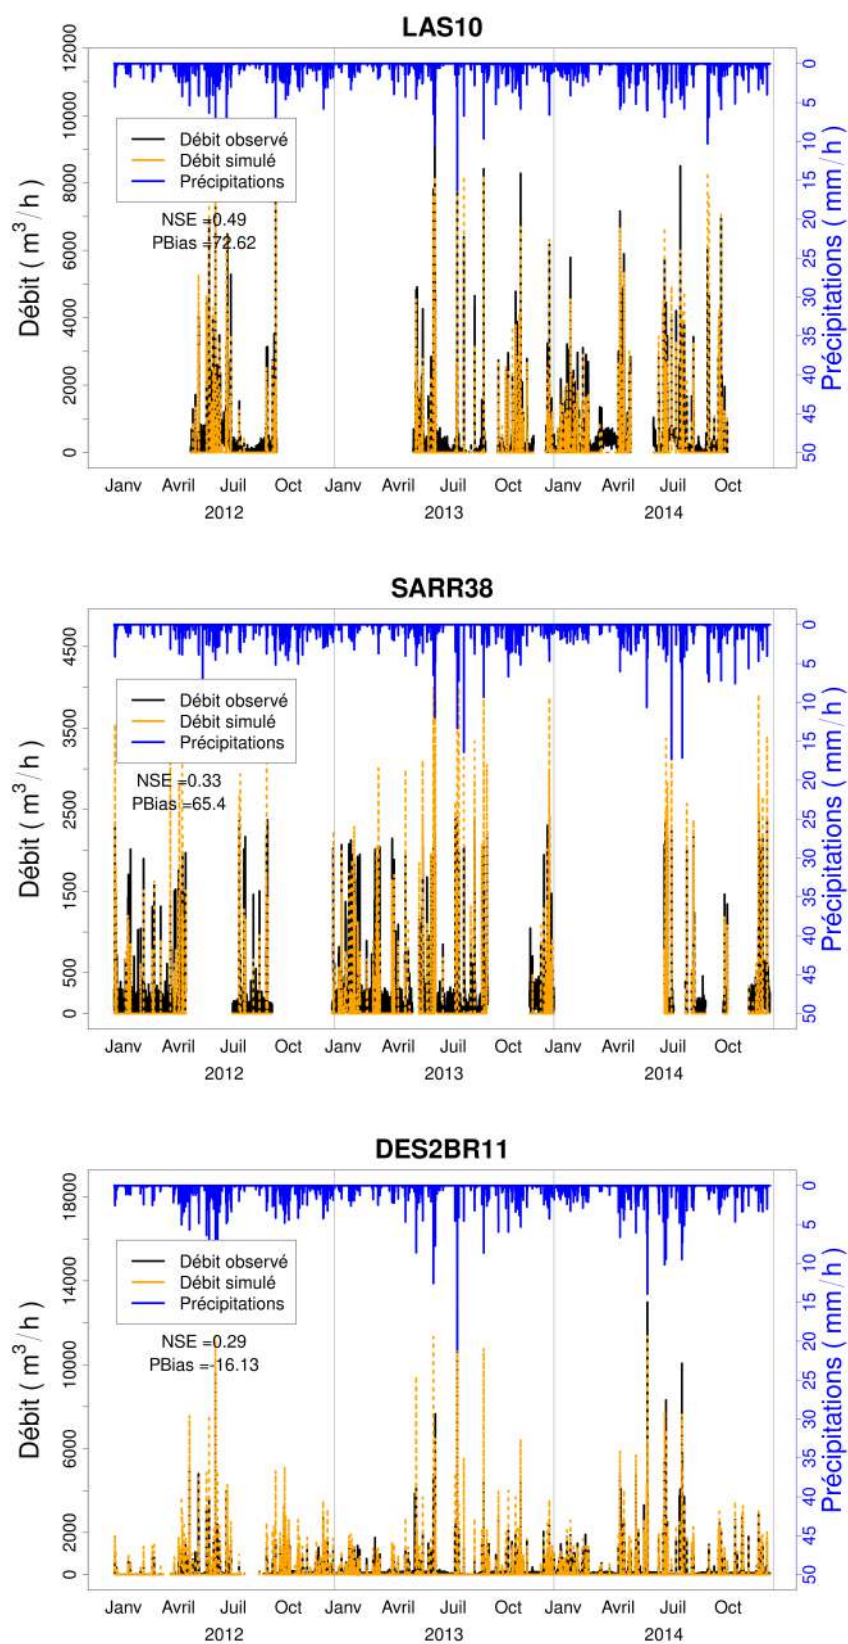 LAS10
Débit ( m³/h )
12000
10000
8000
6000
4000
2000
0
Débit observé
Débit simulé
Précipitations
NSE =0.49
PBias =72.62
0
5
10
15
20
25
30
35
40
45
50
Précipitations ( mm/h )
Janv Avril Juil Oct Janv Avril Juil Oct Janv Avril Juil Oct
2012 2013 2014
SARR38
Débit ( m³/h )
4500
3500
2500
1500
500
0
Débit observé
Débit simulé
Précipitations
NSE =0.33
PBias =65.4
0
5
10
15
20
25
30
35
40
45
50
Précipitations ( mm/h )
Janv Avril Juil Oct Janv Avril Juil Oct Janv Avril Juil Oct
2012 2013 2014
DES2BR11
Débit ( m³/h )
18000
14000
10000
6000
2000
0
Débit observé
Débit simulé
Précipitations
NSE =0.29
PBias =-16.13
0
5
10
15
20
25
30
35
40
45
50
Précipitations ( mm/h )
Janv Avril Juil Oct Janv Avril Juil Oct Janv Avril Juil Oct
2012 2013 2014